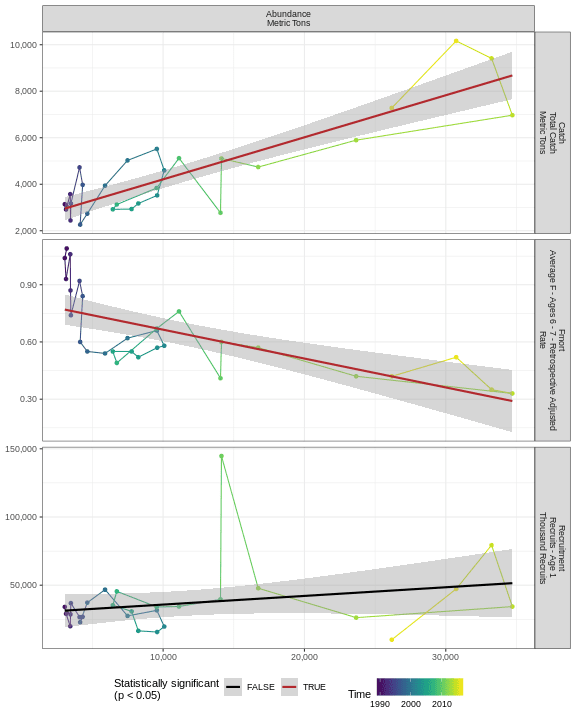 Abundance
Metric Tons
10,000
8,000
6,000
4,000
2,000
Catch
Total Catch
Metric Tons
0.90
0.60
0.30
Fmort
Average F - Ages 6 - 7 - Retrospective Adjusted
Rate
150,000
100,000
50,000
Recruitment
Recruits - Age 1
Thousand Recruits
10,000
20,000
30,000
Statistically significant
(p < 0.05)
FALSE
TRUE
Time
1990
2000
2010